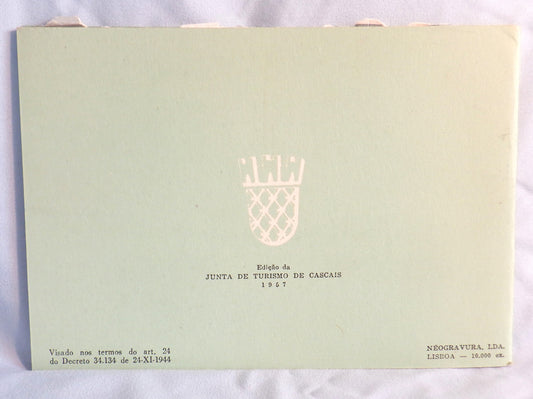 Edição da
JUNTA DE TURISMO DE CASCAIS
1957
Visado nos termos do art. 24
do Decreto 34.134 de 24-XI-1944
NEOGRAVURA, LDA.
LISBOA — 10.000 ex.